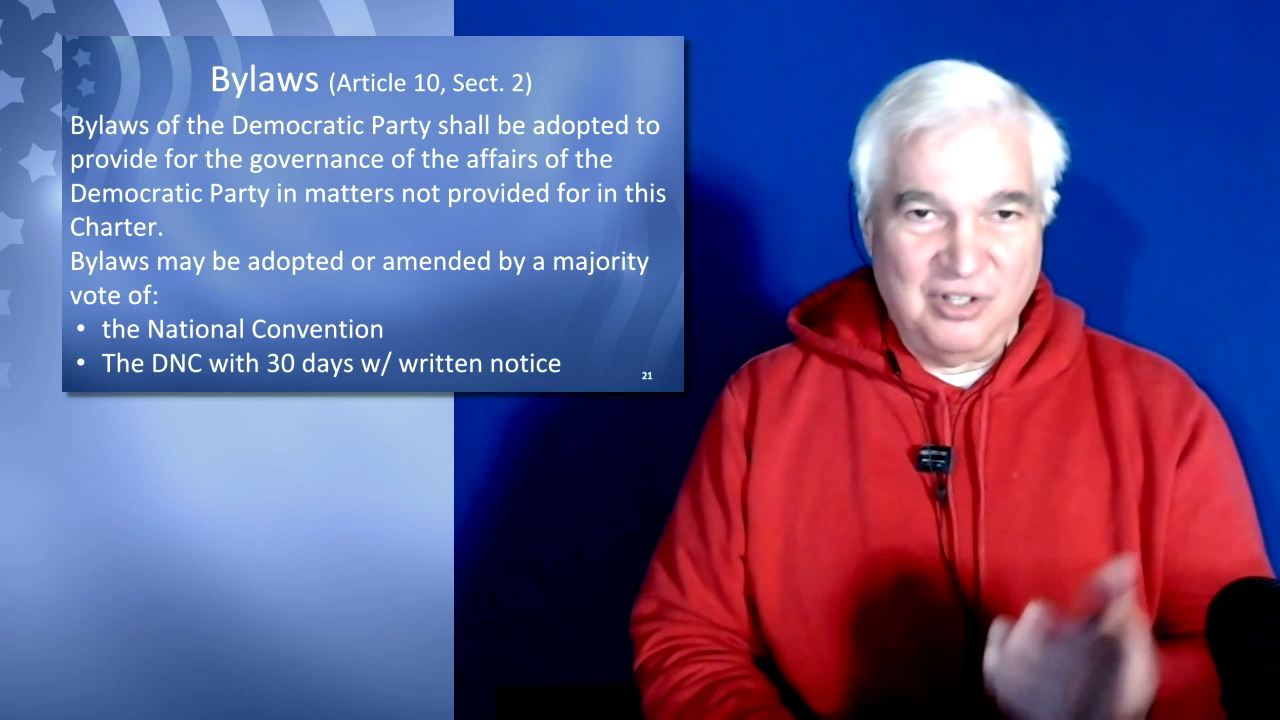 Bylaws (Article 10, Sect. 2)
Bylaws of the Democratic Party shall be adopted to
provide for the governance of the affairs of the
Democratic Party in matters not provided for in this
Charter.
Bylaws may be adopted or amended by a majority
vote of:
• the National Convention
• The DNC with 30 days w/ written notice
21